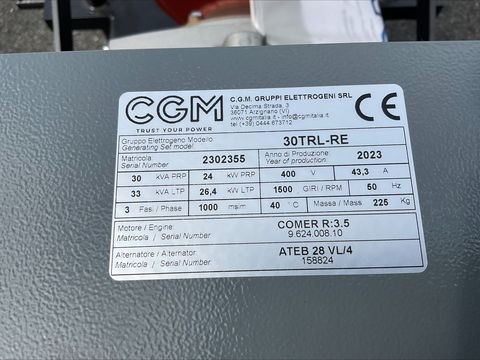 CGM
TRUST YOUR POWER
C.G.M. GRUPPI ELETTROGENI SRL
Via Decima Strada, 3
36071 Arzignano (VI)
www.cgmitalia.it - info@cgmitalia.it
tel (+39) 0444 673712
CE
Gruppo Elettrogeno Modello
Generating Set model
30TRL-RE
Matricola
Serial Number
2302355
Anno di Produzione
Year of production
2023
30 kVA PRP 24 kW PRP 400 V 43,3 A
33 kVA LTP 26,4 kW LTP 1500 GIRI / RPM 50 Hz
3 Fasi / Phase 1000 mslm 40 °C Massa / Mass 225 Kg
Motore / Engine
Matricola / Serial Number
COMER R:3.5
9.624.008.10
Alternatore / Alternator
Matricola / Serial Number
ATEB 28 VL/4
158824